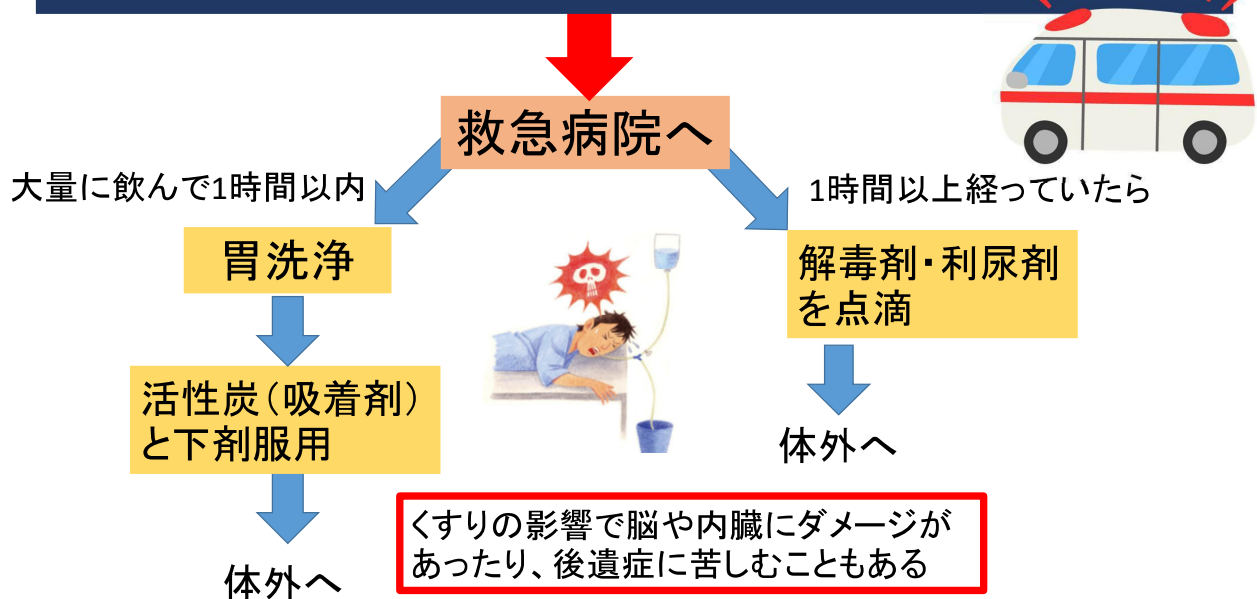 救急病院へ
大量に飲んで1時間以内
1時間以上経っていたら
胃洗浄
解毒剤・利尿剤
を点滴
活性炭（吸着剤）
と下剤服用
体外へ
くすりの影響で脳や内臓にダメージが
あったり、後遺症に苦しむこともある
体外へ